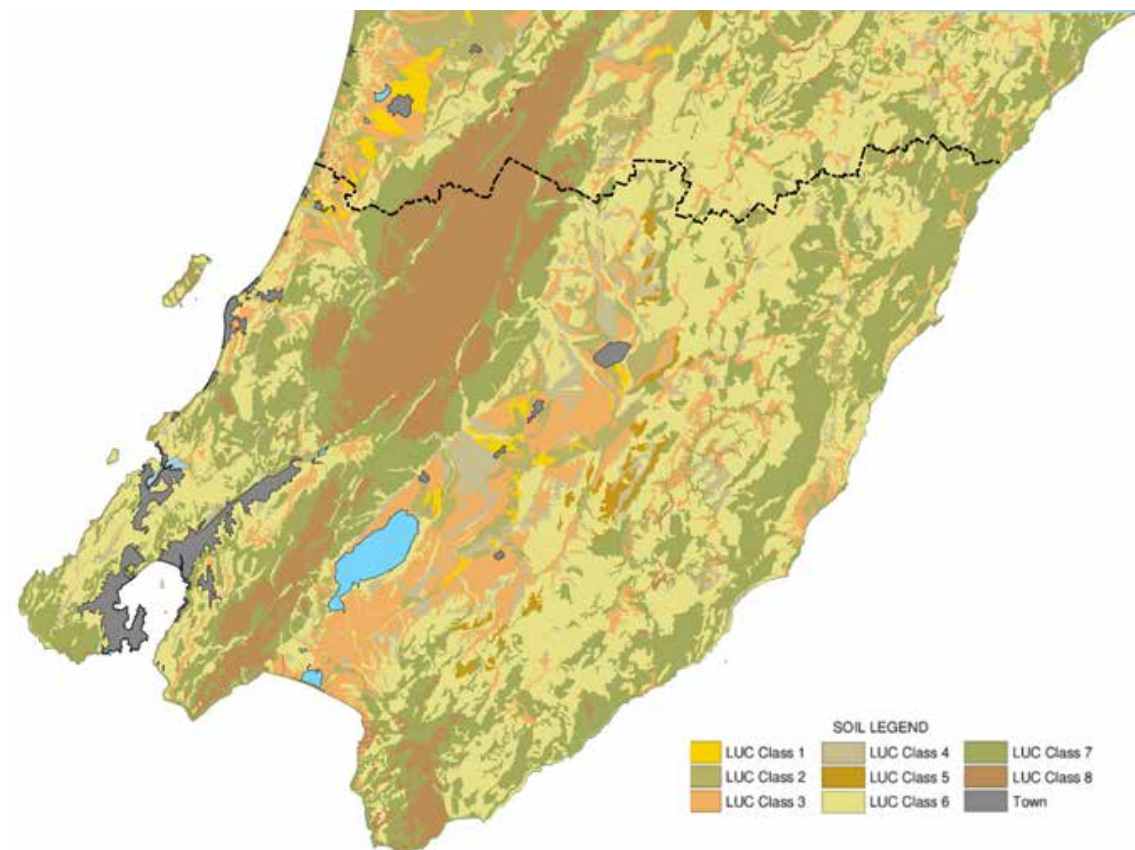 SOIL LEGEND
LUC Class 1
LUC Class 4
LUC Class 7
LUC Class 2
LUC Class 5
LUC Class 8
LUC Class 3
LUC Class 6
Town